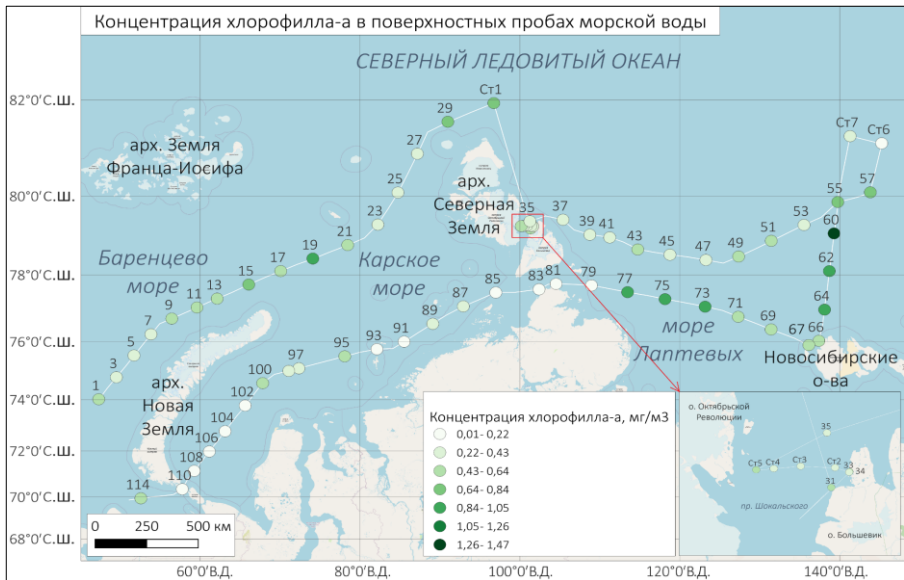 Концентрация хлорофилла-а в поверхностных пробах морской воды
СЕВЕРНЫЙ ЛЕДОВИТЫЙ ОКЕАН
82°0'С.Ш.
80°0'С.Ш.
78°0'С.Ш.
76°0'С.Ш.
74°0'С.Ш.
72°0'С.Ш.
70°0'С.Ш.
68°0'С.Ш.
арх. Земля
Франца-Иосифа
арх.
Северная
Земля
Баренцево
море
Карское
море
море
Лаптевых
арх.
Новая
Земля
Новосибирские
о-ва
1
3
5
7
9
11
13
15
17
19
21
23
25
27
29
Ст1
35
37
39
41
43
45
47
49
51
53
55
57
Ст7
Ст6
60
62
64
66
67
69
71
73
75
77
79
81
83
85
87
89
91
93
95
97
100
102
104
106
108
110
114
0
250
500 км
Концентрация хлорофилла-а, мг/м3
0,01- 0,22
0,22- 0,43
0,43- 0,64
0,64- 0,84
0,84- 1,05
1,05- 1,26
1,26- 1,47
о. Октябрьской
Революции
35
Ст5
Ст4
Ст3
Ст2
33
34
31
пр. Шокальского
о. Большевик
60°0'В.Д.
80°0'В.Д.
100°0'В.Д.
120°0'В.Д.
140°0'В.Д.